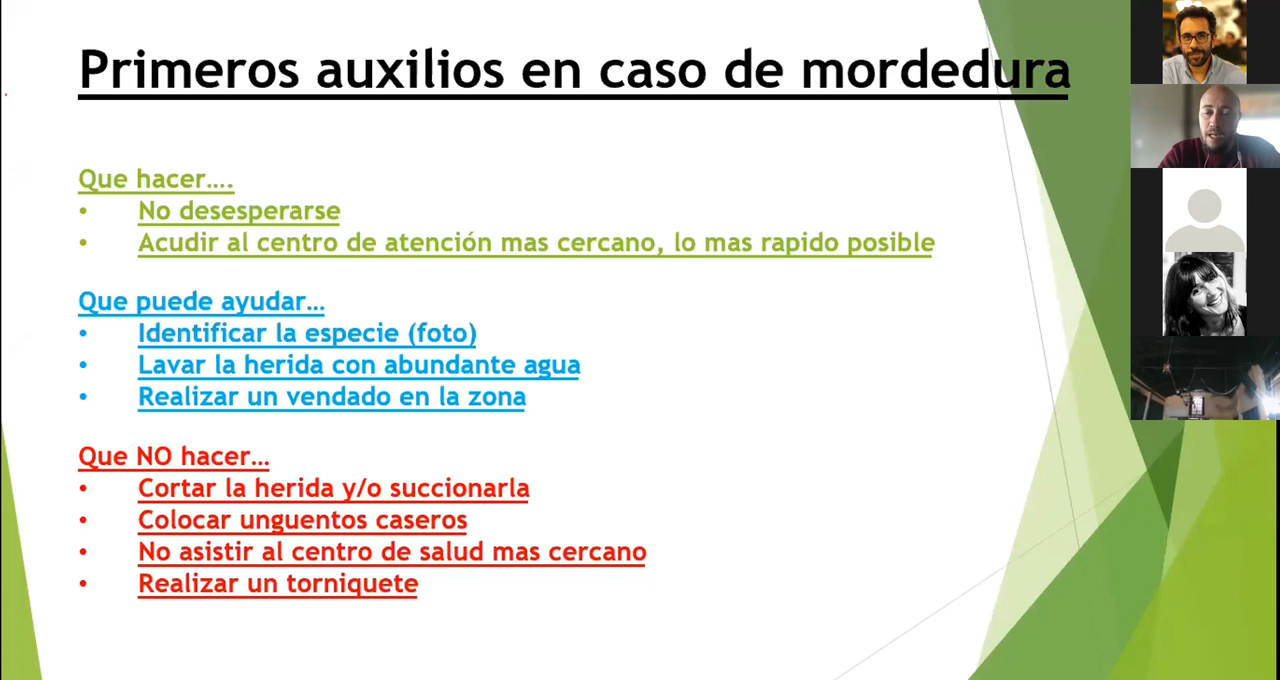 Primeros auxilios en caso de mordedura
Que hacer….
• No desesperarse
• Acudir al centro de atención mas cercano, lo mas rapido posible
Que puede ayudar…
• Identificar la especie (foto)
• Lavar la herida con abundante agua
• Realizar un vendado en la zona
Que NO hacer…
• Cortar la herida y/o succionarla
• Colocar unguentos caseros
• No asistir al centro de salud mas cercano
• Realizar un torniquete